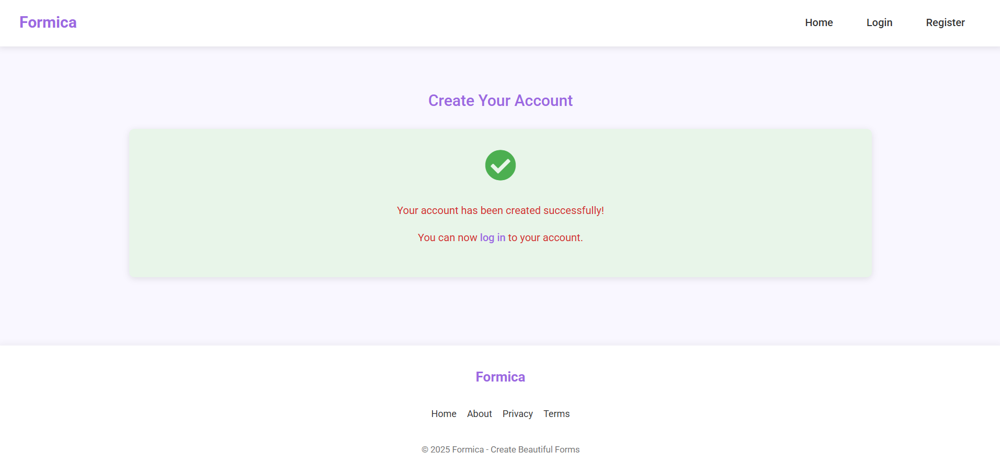 Formica
Home Login Register
Create Your Account
Your account has been created successfully!
You can now log in to your account.
Formica
Home About Privacy Terms
© 2025 Formica - Create Beautiful Forms